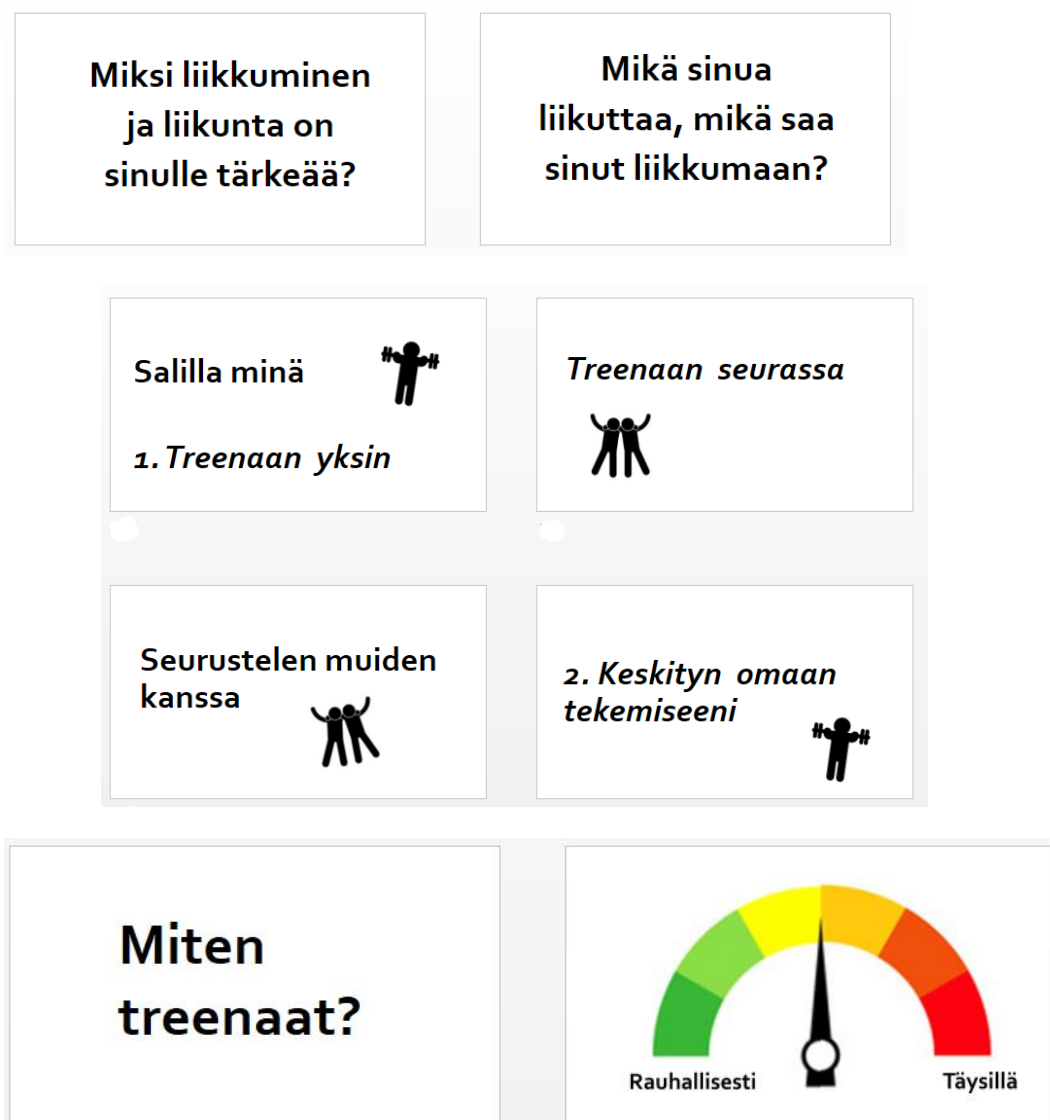 Miksi liikkuminen
ja liikunta on
sinulle tärkeää?
Mikä sinua
liikuttaa, mikä saa
sinut liikkumaan?
Salilla minä
1. Treenaan yksin
Treenaan seurassa
Seurustelen muiden
kanssa
2. Keskityn omaan
tekemiseeni
Miten
treenaat?
Rauhallisesti
Täysillä